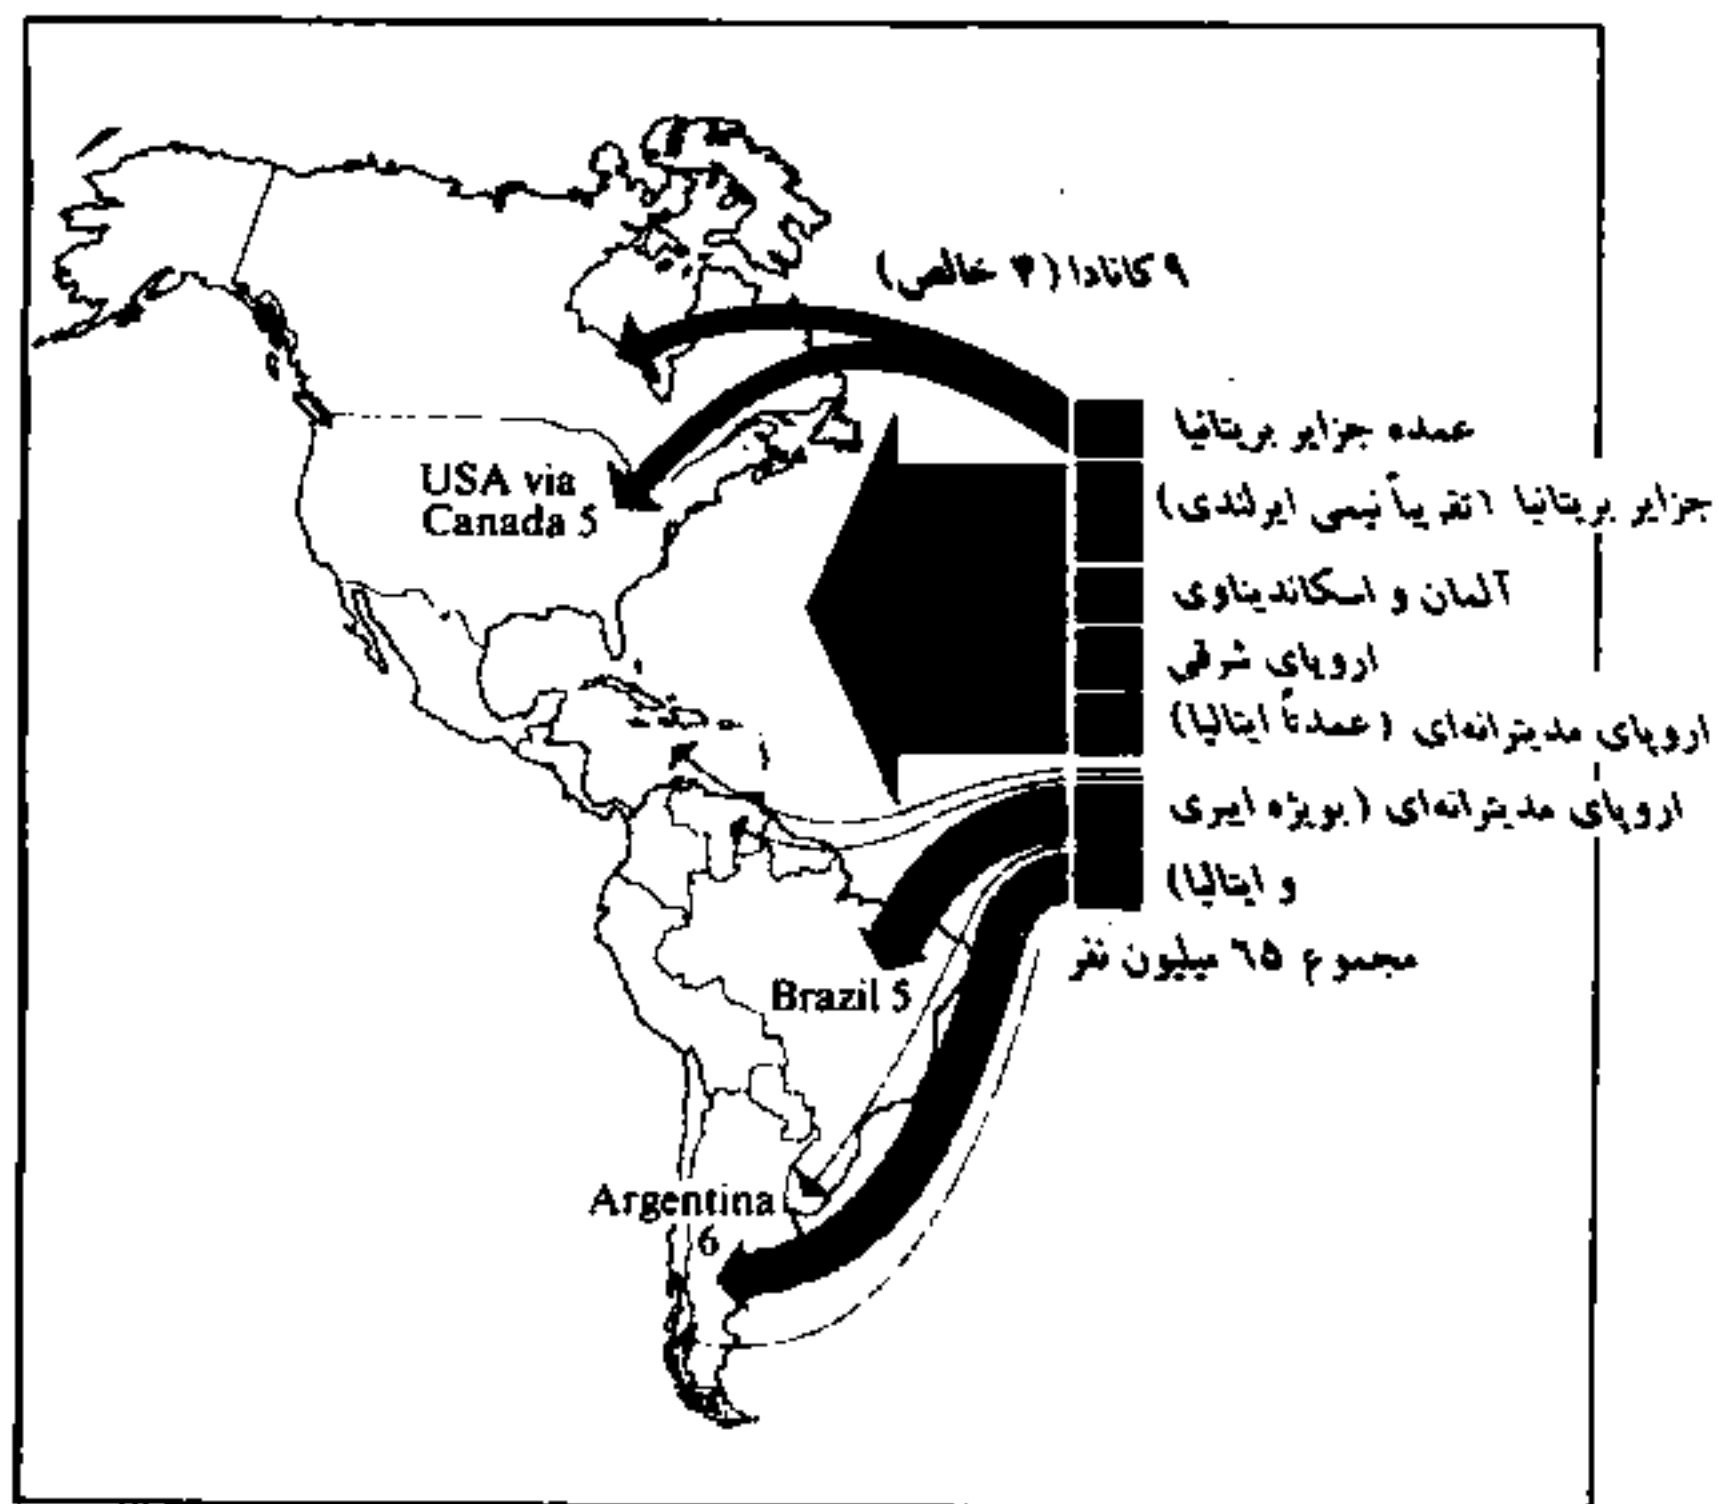 ۹ کانادا (۴ خالص)
USA via
Canada 5
عمده جزایر بریتانیا
جزایر بریتانیا (تقریباً نیمی ایرلندی)
آلمان و اسکاندیناوی
اروپای شرقی
اروپای مدیترانه‌ای (عمدتاً ایتالیا)
اروپای مدیترانه‌ای (بویژه ایبری
و ایتالیا)
مجموع ٦۵ میلیون نفر
Brazil 5
Argentina
6